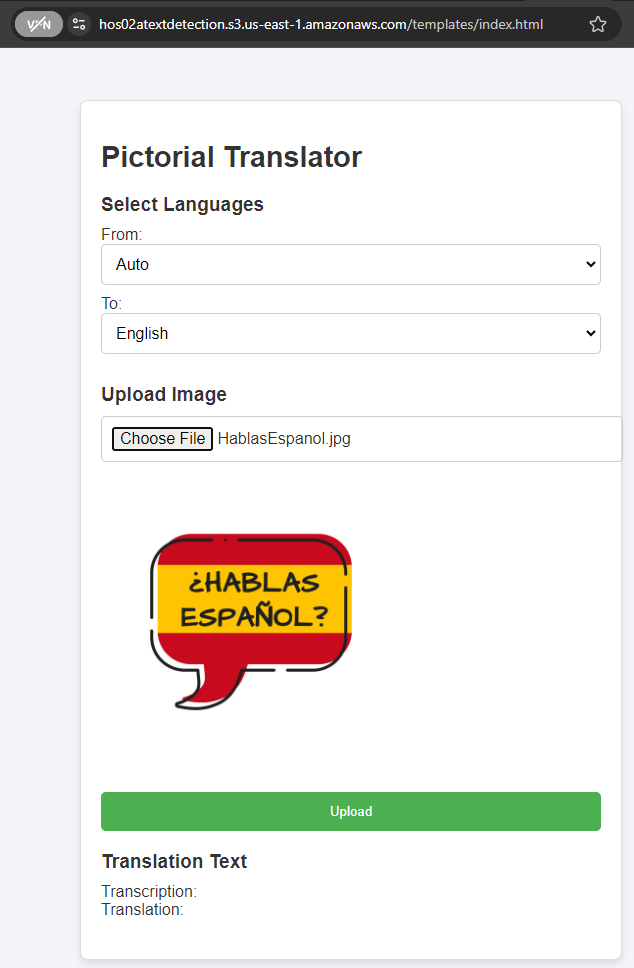 VPN
hos02atextdetection.s3.us-east-1.amazonaws.com/templates/index.html
Pictorial Translator
Select Languages
From:
Auto
To:
English
Upload Image
Choose File HablasEspanol.jpg
¿HABLAS
ESPAÑOL?
Upload
Translation Text
Transcription:
Translation: